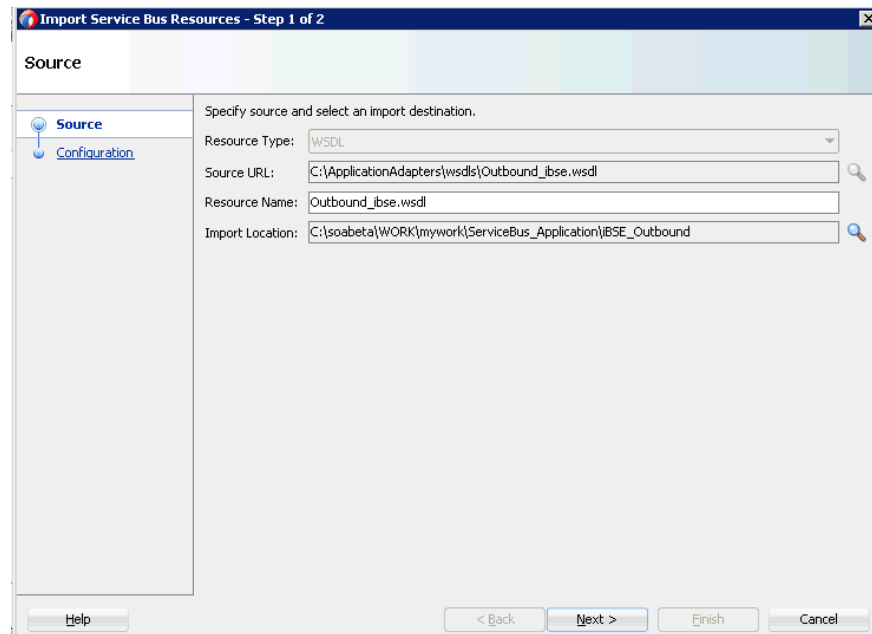 Import Service Bus Resources - Step 1 of 2
Source
Source
Configuration
Specify source and select an import destination.
Resource Type: WSDL
Source URL: C:\ApplicationAdapters\wsdls\Outbound_ibse.wsdl
Resource Name: Outbound_ibse.wsdl
Import Location: C:\soabeta\WORK\mywork\ServiceBus_Application\iBSE_Outbound
Help < Back Next > Finish Cancel